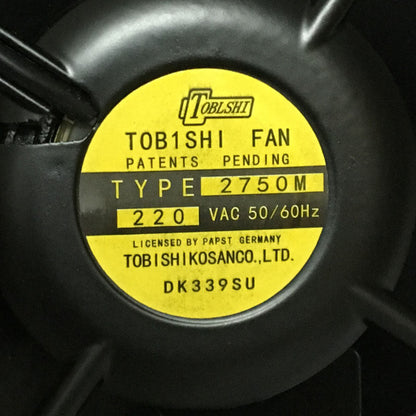 TOBLSHI
TOB1SHI FAN
PATENTS PENDING
TYPE 2750M
220 VAC 50/60Hz
LICENSED BY PAPST GERMANY
TOBISHIKOSANCO.,LTD.
DK339SU